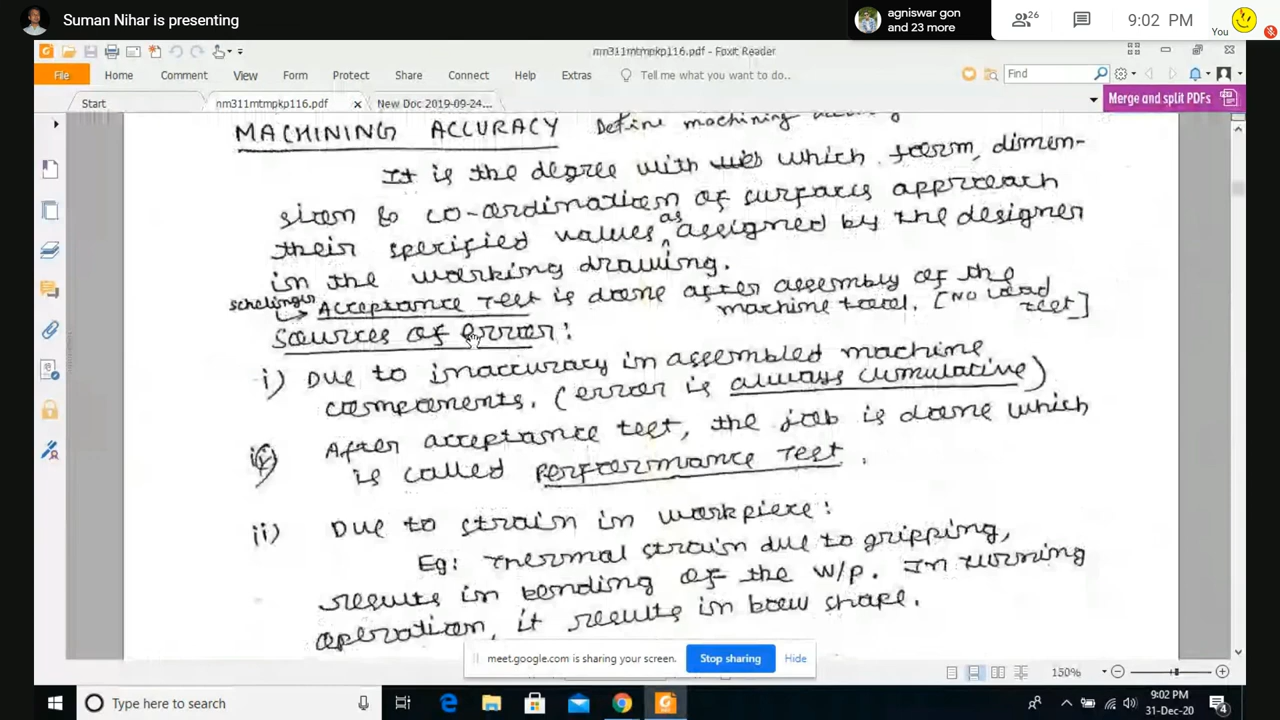 Suman Nihar is presenting
agniswar gon
and 23 more
26
9:02 PM
You
nm311mtmpkp116.pdf - Foxit Reader
File
Home
Comment
View
Form
Protect
Share
Connect
Help
Extras
Tell me what you want to do..
Find
Start
nm311mtmpkp116.pdf
New Doc 2019-09-24...
Merge and split PDFs
MACHINING ACCURACY Define machining
It is the degree with which form, dimen-
sion & co-ordination of surfaces approach
their specified values as assigned by the designer
in the working drawing.
Acceptance Test is done after assembly of the
machine tool. [No load
test]
Sources of error:
i) Due to inaccuracy in assembled machine
components. (error is always cumulative)
After acceptance test, the job is done which
is called Performance Test.
ii) Due to strain in workpiece:
Eg: Thermal strain due to gripping,
results in bending of the W/P. In turning
operation, it results in bow shape.
meet.google.com is sharing your screen.
Stop sharing
Hide
150%
Type here to search
9:02 PM
31-Dec-20
4